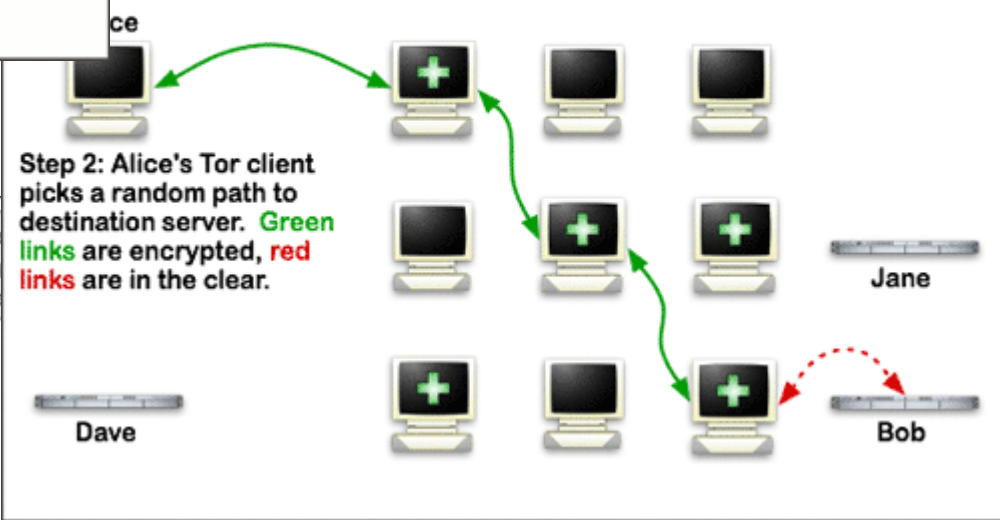 ce
Step 2: Alice's Tor client
picks a random path to
destination server. Green
links are encrypted, red
links are in the clear.
Jane
Dave
Bob